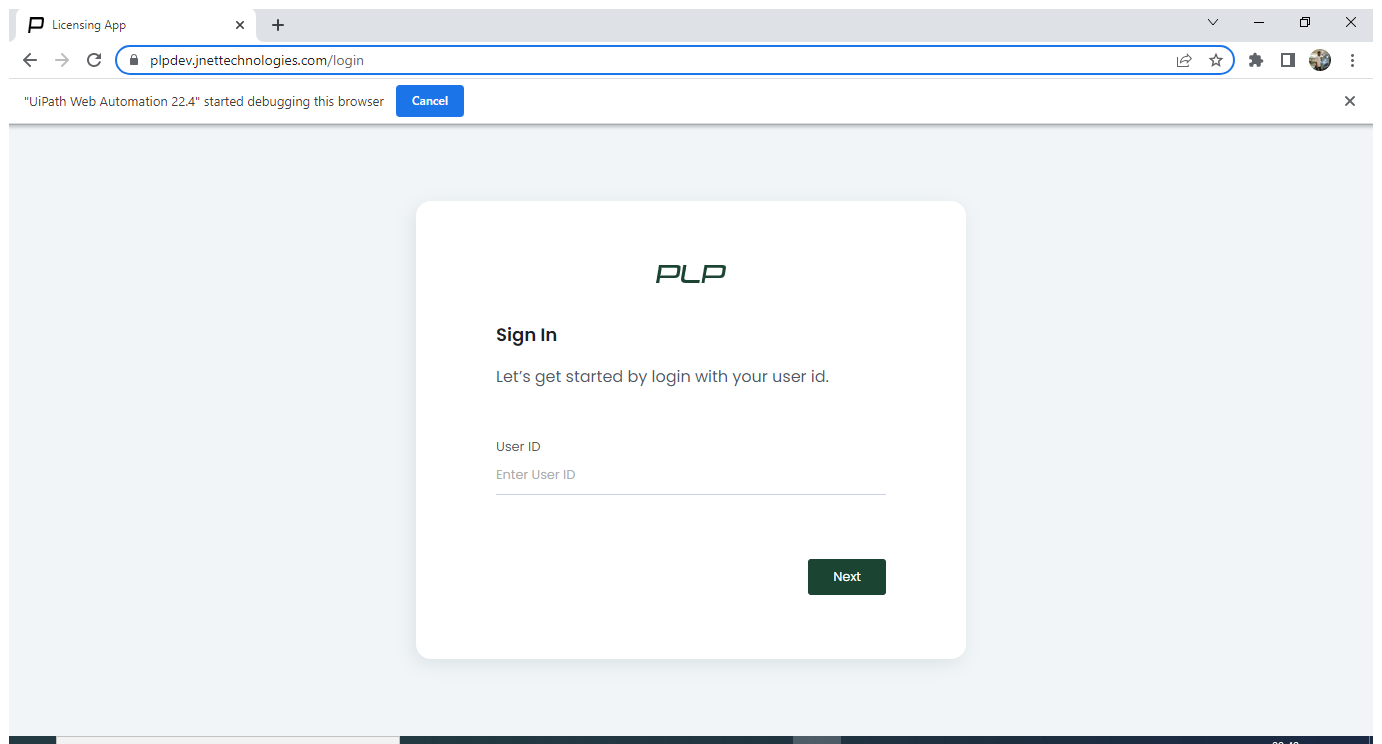 Licensing App
plpdev.jnettechnologies.com/login
"UiPath Web Automation 22.4" started debugging this browser Cancel
PLP
Sign In
Let’s get started by login with your user id.
User ID
Enter User ID
Next